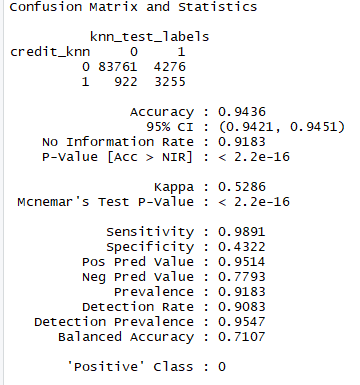 Confusion Matrix and Statistics
knn_test_labels
credit_knn 0 1
0 83761 4276
1 922 3255
Accuracy : 0.9436
95% CI : (0.9421, 0.9451)
No Information Rate : 0.9183
P-Value [Acc > NIR] : < 2.2e-16
Kappa : 0.5286
Mcnemar's Test P-Value : < 2.2e-16
Sensitivity : 0.9891
Specificity : 0.4322
Pos Pred Value : 0.9514
Neg Pred Value : 0.7793
Prevalence : 0.9183
Detection Rate : 0.9083
Detection Prevalence : 0.9547
Balanced Accuracy : 0.7107
'Positive' Class : 0